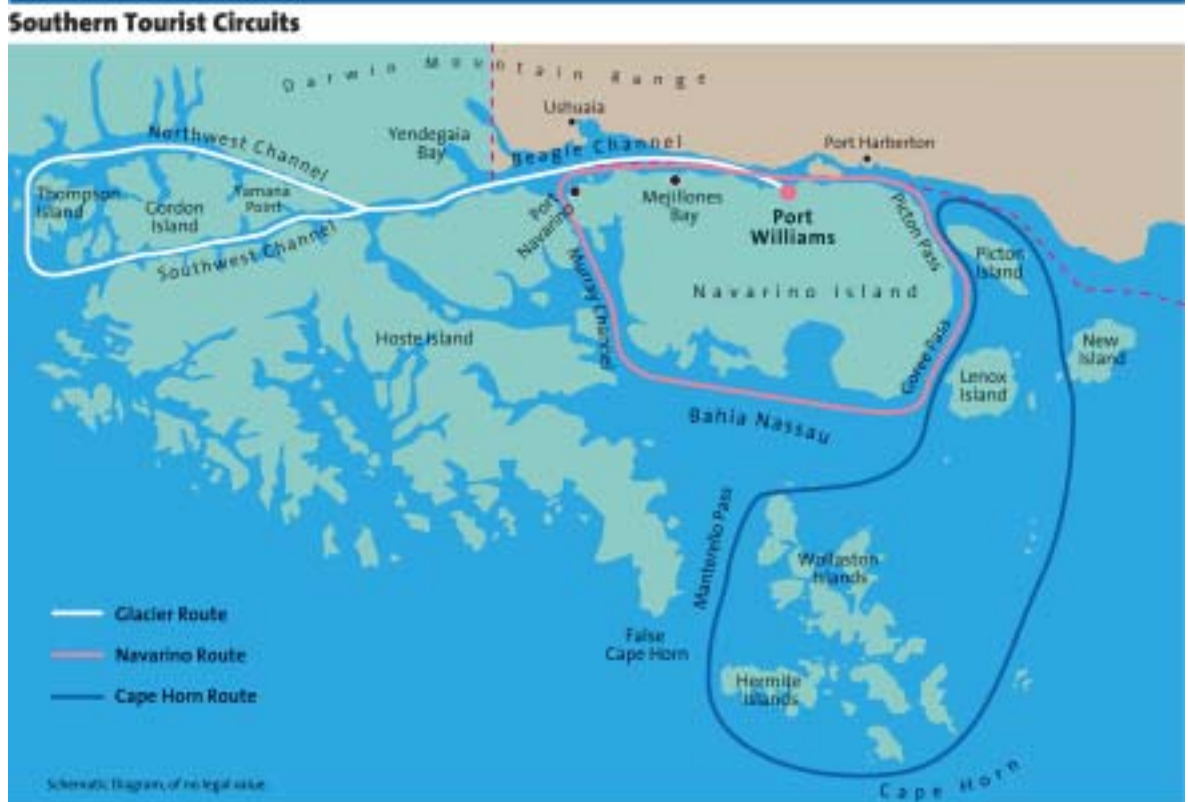 Southern Tourist Circuits
Darwin Mountain Range
Ushuaia
Northwest Channel
Yendegaia
Bay
Beagle Channel
Port Harberton
Thompson
Island
Gordon
Island
Yamana
Point
Port
Navarino
Mejillones
Bay
Port
Williams
Picton Pass
Picton
Island
Southwest Channel
Murray Channel
Navarino Island
Hoste Island
Goree Pass
New
Island
Lenox
Island
Bahia Nassau
Manterello Pass
Wollaston
Islands
Glacier Route
False
Cape Horn
Navarino Route
Hermite
Islands
Cape Horn Route
Schematic Diagram, of no legal value.
Cape Horn